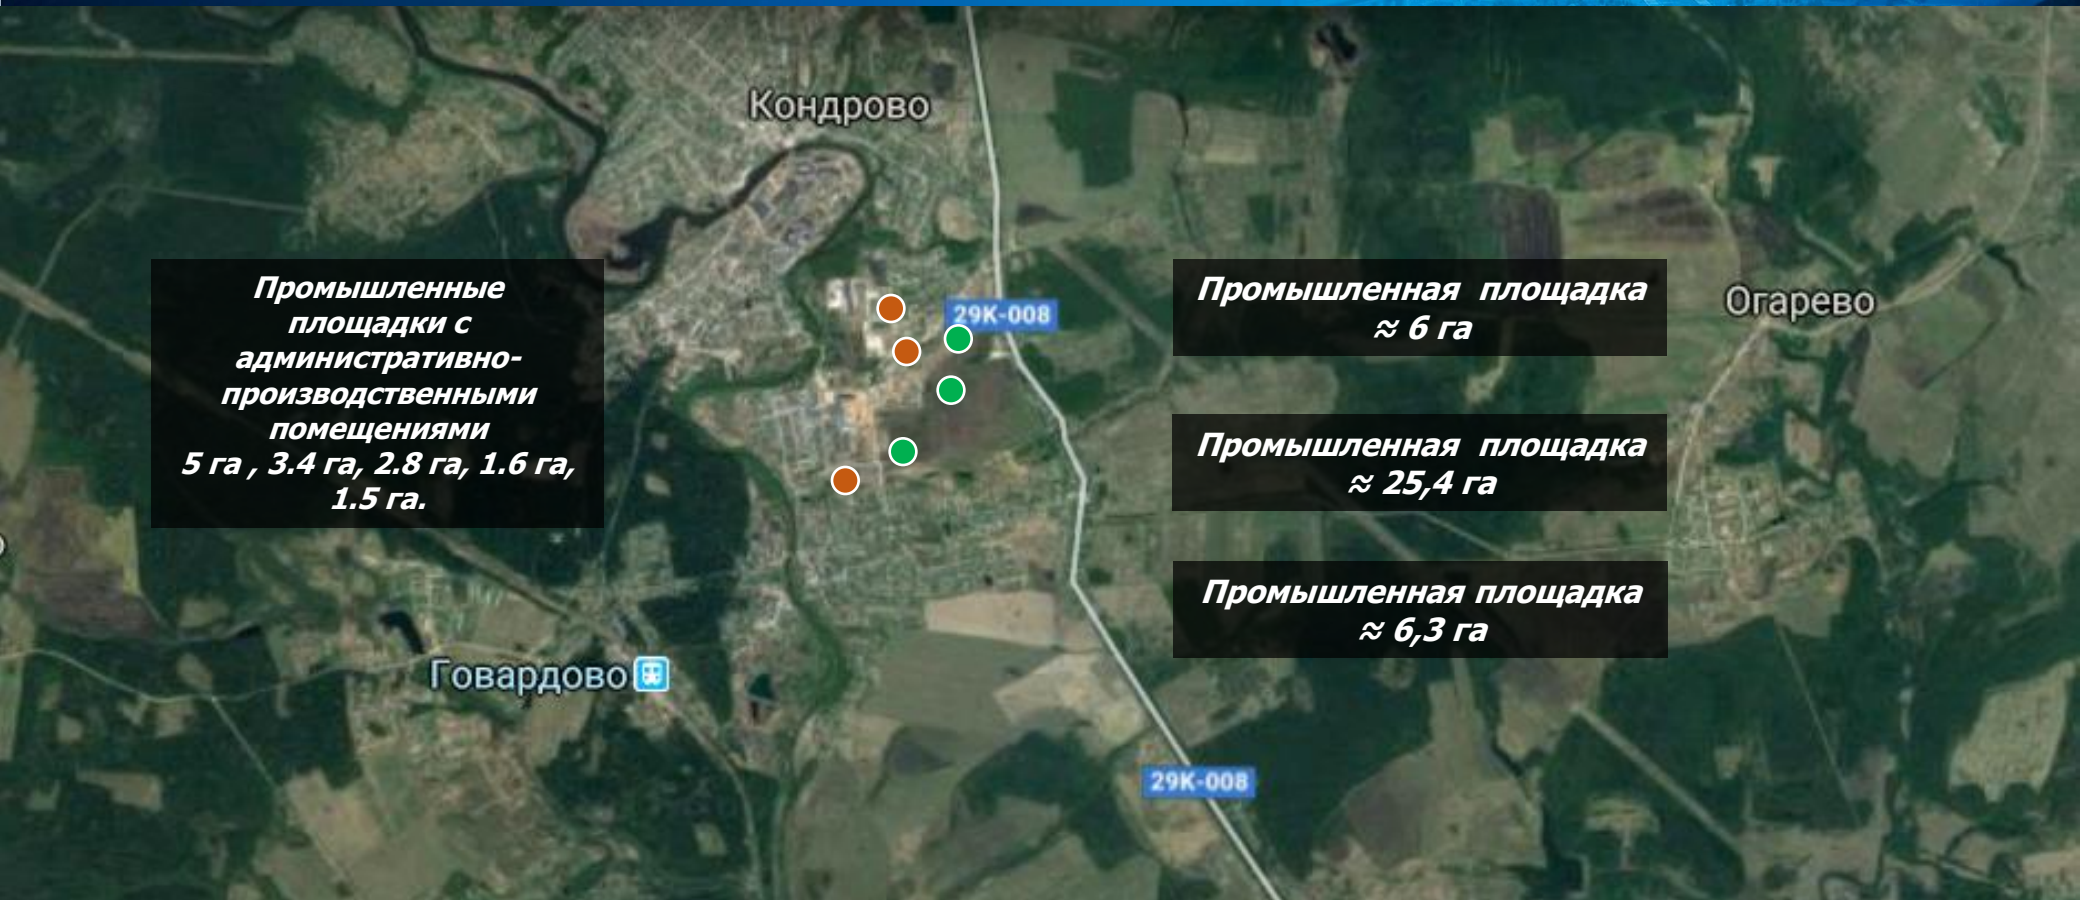 Кондрово
Промышленные
площадки с
административно-
производственными
помещениями
5 га , 3.4 га, 2.8 га, 1.6 га,
1.5 га.
29К-008
Промышленная  площадка
≈ 6 га
Огарево
Промышленная  площадка
≈ 25,4 га
Промышленная площадка
≈ 6,3 га
Говардово
29К-008